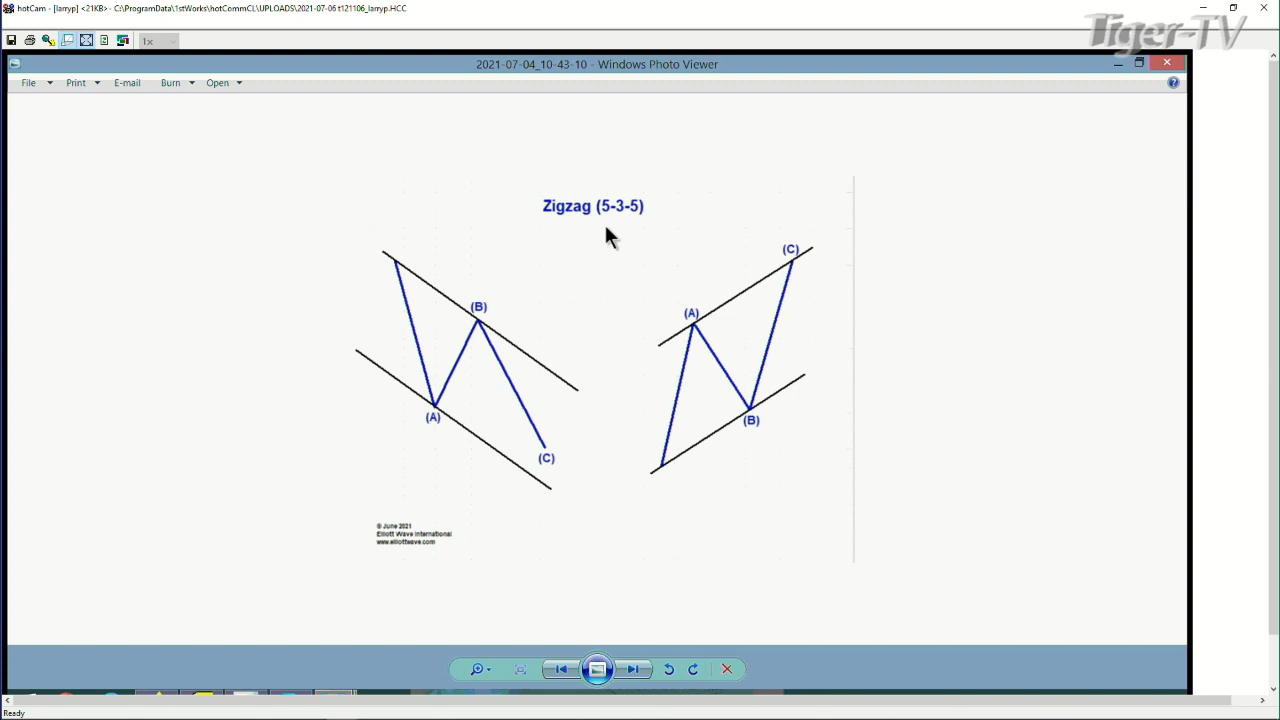 hotCam - [larryp] <21KB> - C:\ProgramData\1stWorks\hotCommCL\UPLOADS\2021-07-06 t121106_larryp.HCC
Tiger-TV
1x
2021-07-04_10-43-10 - Windows Photo Viewer
File Print E-mail Burn Open
Zigzag (5-3-5)
(C)
(B)
(A)
(A)
(B)
(C)
© June 2021
Elliott Wave International
www.elliottwave.com
Ready